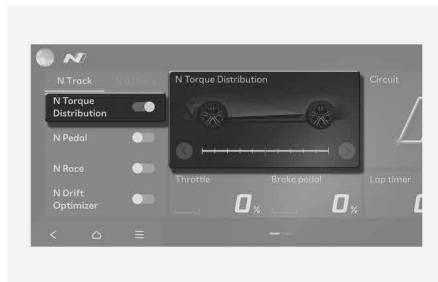 N
N Track
N Torque Distribution
Circuit
N Torque
Distribution
N Pedal
N Race
N Drift
Optimizer
Throttle
Brake pedal
Lap timer
0 %
0 %